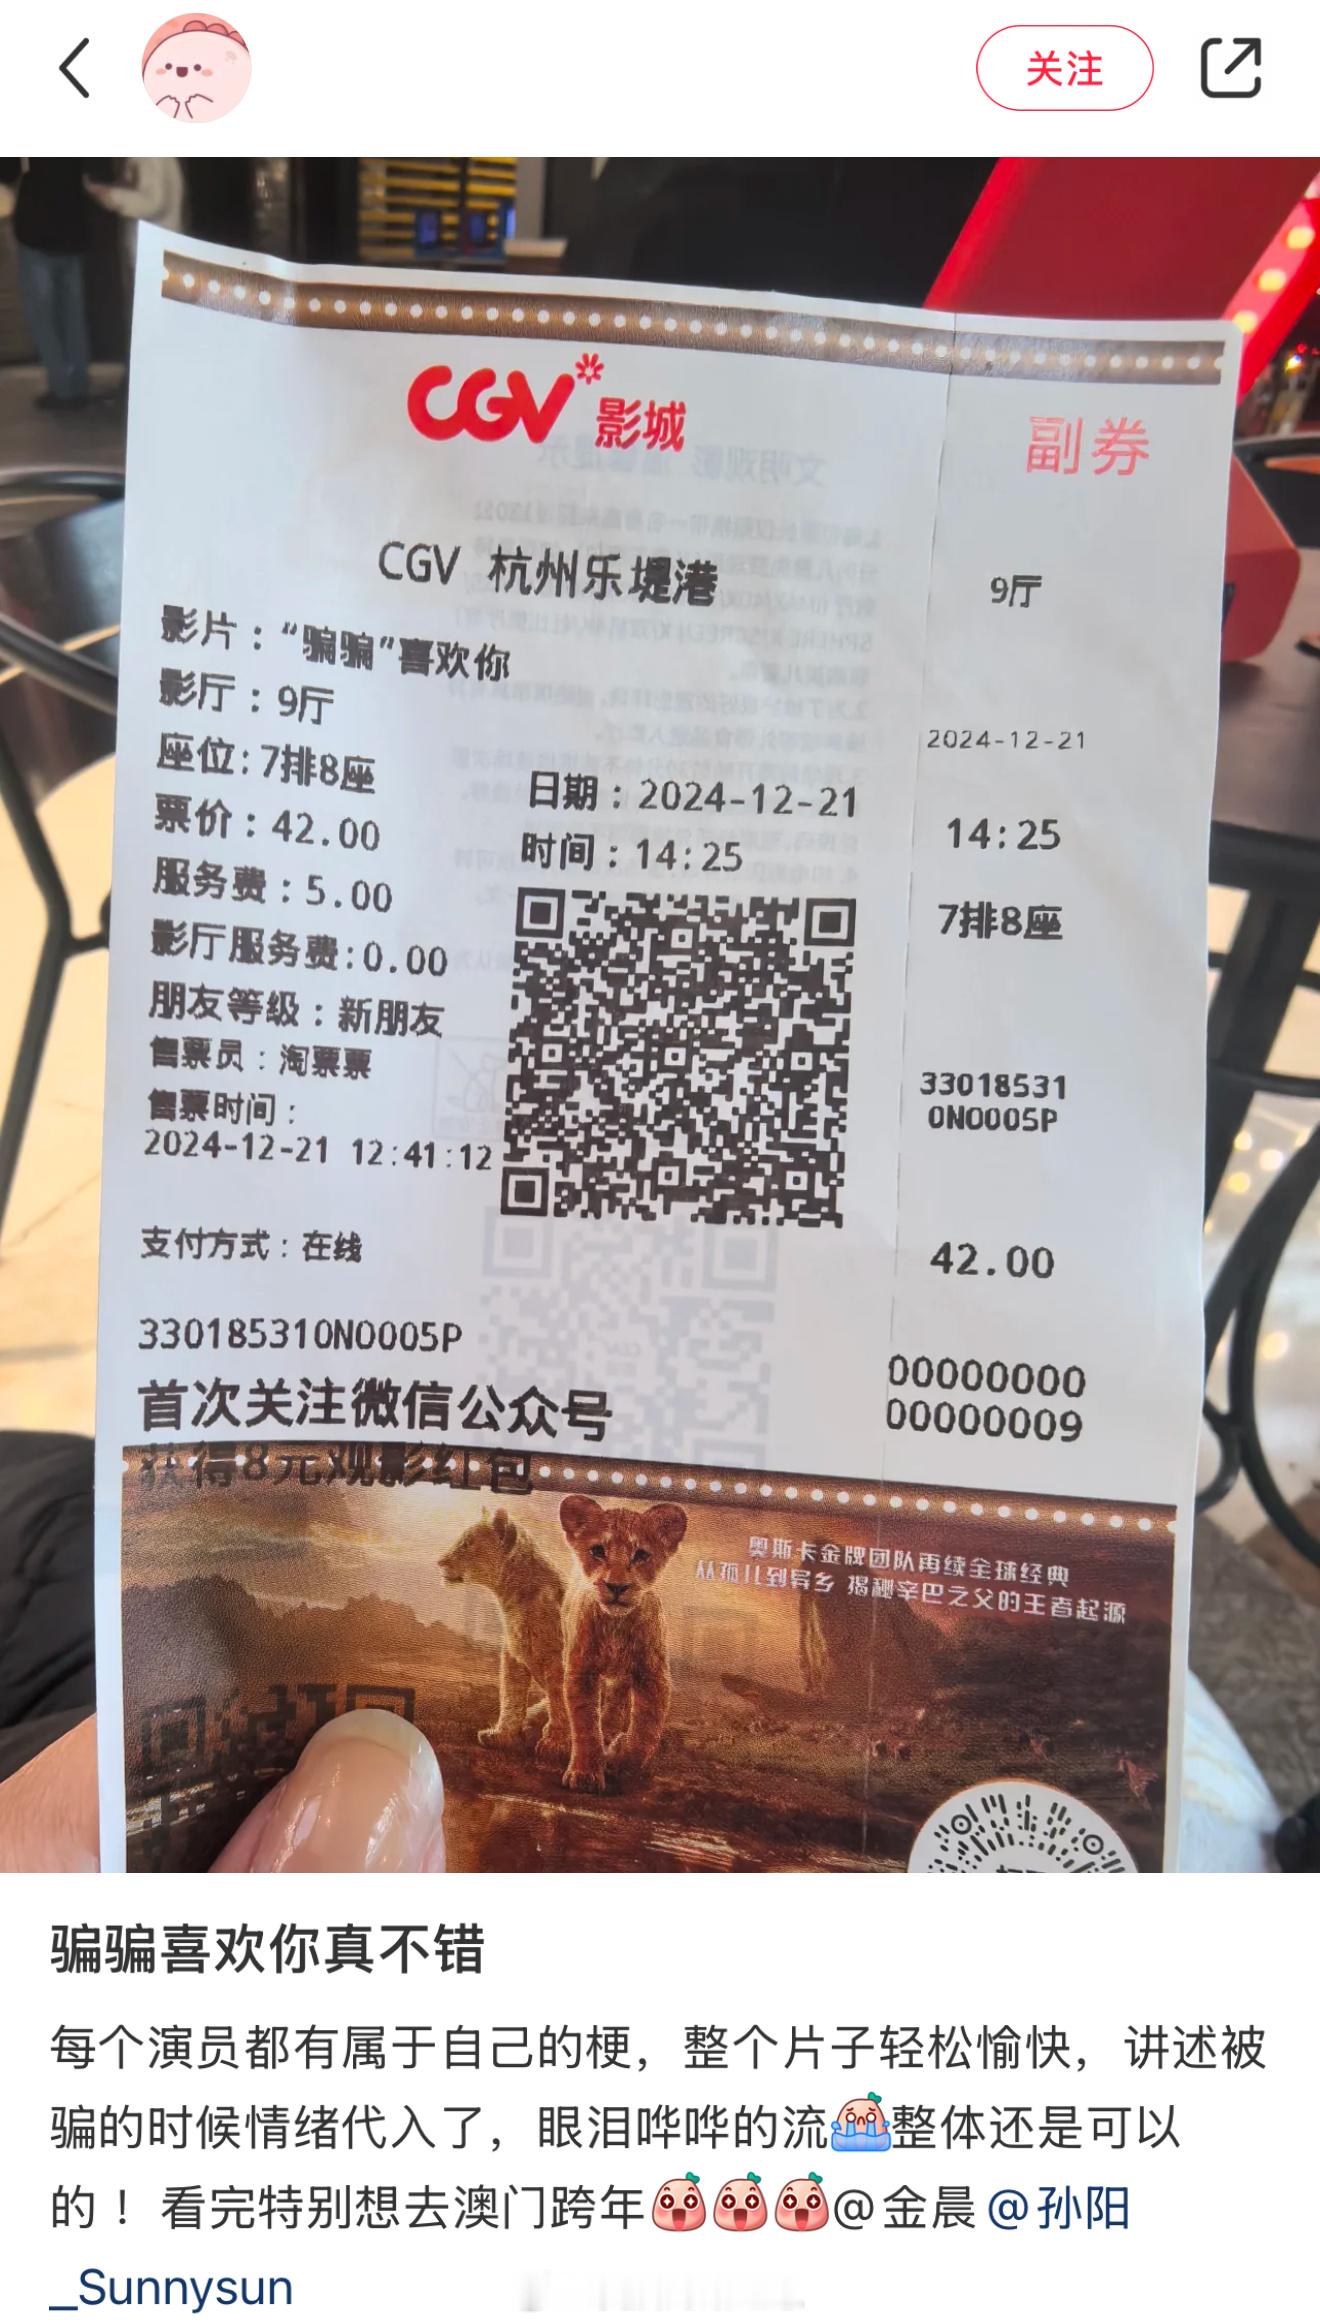 关注
CGV影城
副券
CGV 杭州乐堤港
9厅
影片：“骗骗”喜欢你
影厅：9厅
2024-12-21
座位：7排8座
日期：2024-12-21
14:25
票价：42.00
时间：14:25
服务费：5.00
7排8座
影厅服务费：0.00
朋友等级：新朋友
售票员：淘票票
33018531
0N0005P
售票时间：
2024-12-21 12:41:12
支付方式：在线
42.00
330185310N0005P
00000000
00000009
首次关注微信公众号
获得8元观影红包
奥斯卡金牌团队再续全球经典
从孤儿到异乡 揭秘辛巴之父的王者起源
骗骗喜欢你真不错
每个演员都有属于自己的梗，整个片子轻松愉快，讲述被
骗的时候情绪代入了，眼泪哗哗的流😭整体还是可以
的！看完特别想去澳门跨年@金晨@孙阳
_Sunnysun